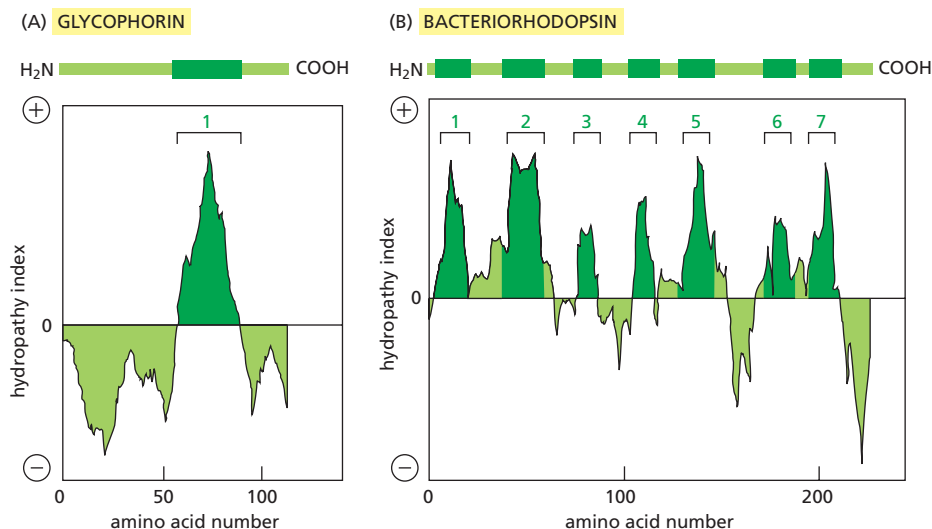 (A) GLYCOPHORIN
H₂N COOH
+
1
hydropathy index
0
−
0 50 100
amino acid number
(B) BACTERIORHODOPSIN
H₂N COOH
+
1 2 3 4 5 6 7
hydropathy index
0
−
0 100 200
amino acid number